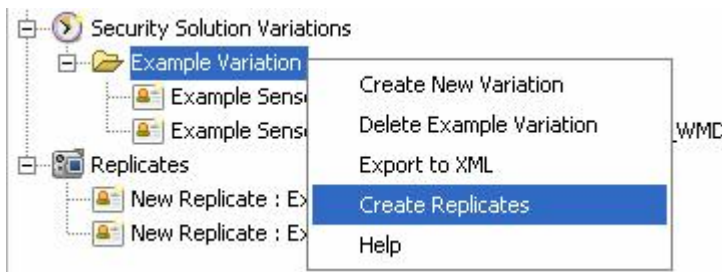 Security Solution Variations
Example Variation
Example Sens
Example Sens
_WMD
Replicates
New Replicate : Ex
New Replicate : Ex
Create New Variation
Delete Example Variation
Export to XML
Create Replicates
Help